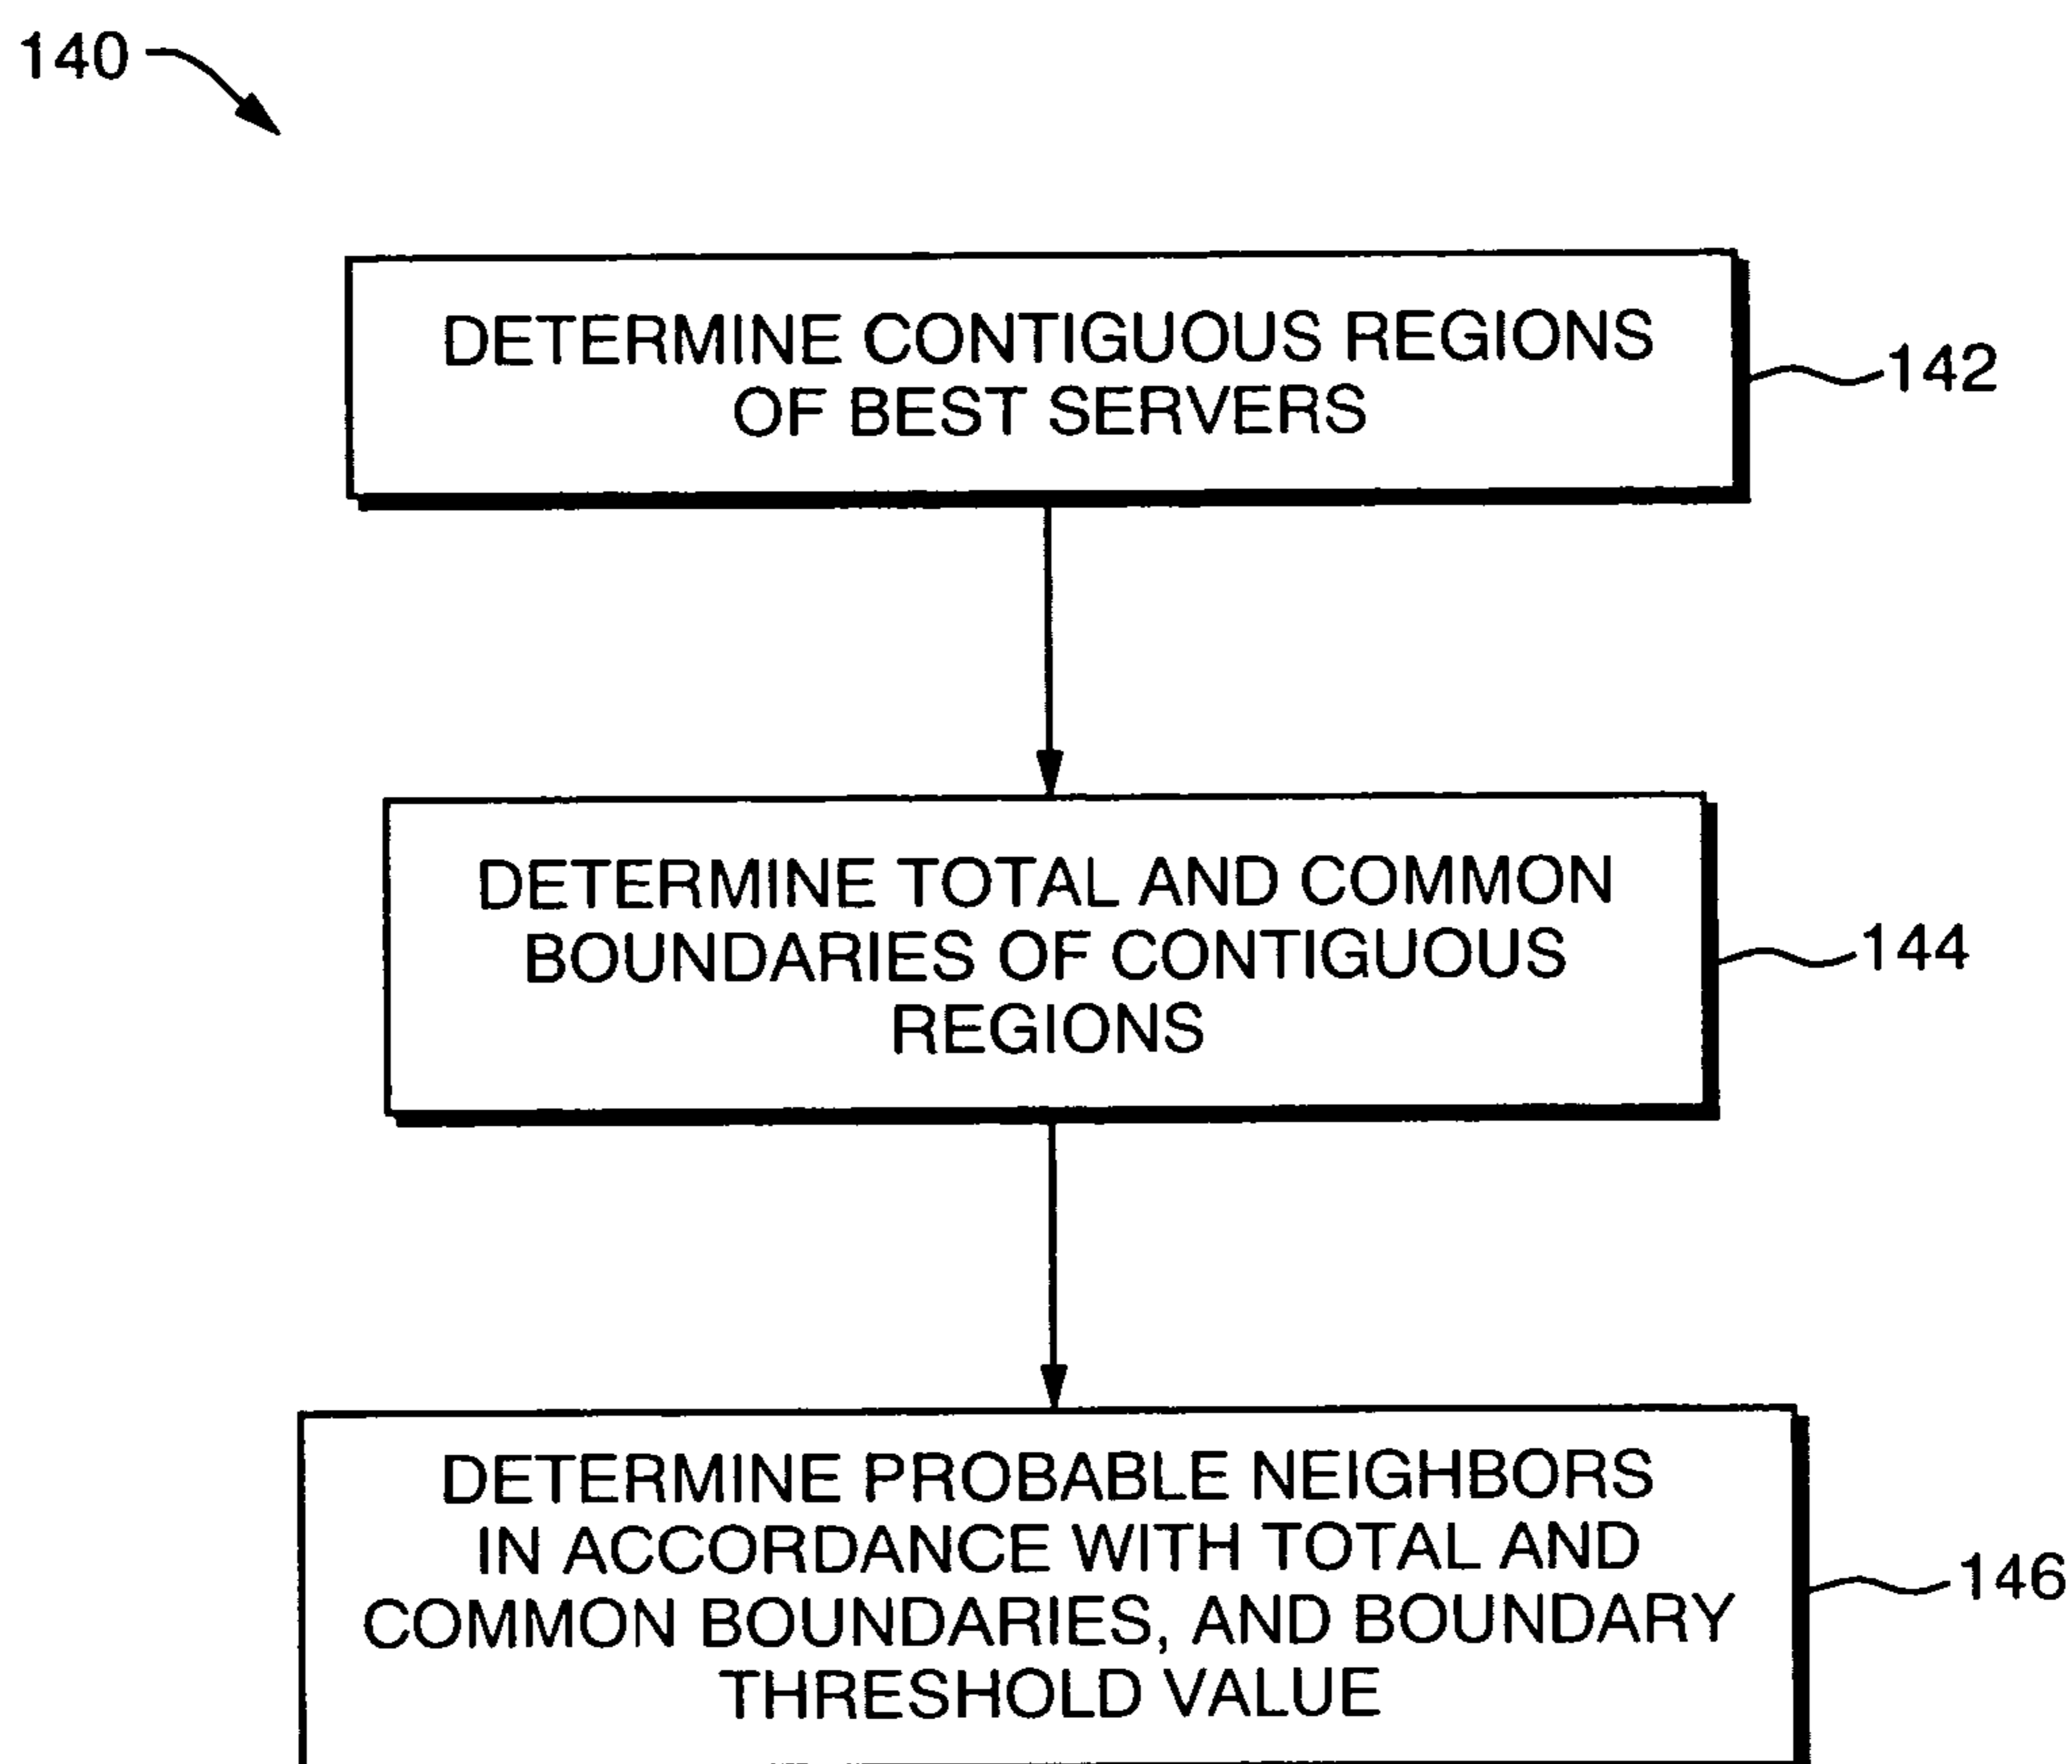 140
DETERMINE CONTIGUOUS REGIONS
OF BEST SERVERS
142
DETERMINE TOTAL AND COMMON
BOUNDARIES OF CONTIGUOUS
REGIONS
144
DETERMINE PROBABLE NEIGHBORS
IN ACCORDANCE WITH TOTAL AND
COMMON BOUNDARIES, AND BOUNDARY
THRESHOLD VALUE
146